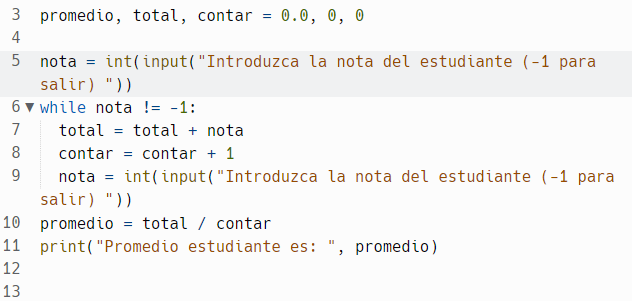 3 promedio, total, contar = 0.0, 0, 0
4
5 nota = int(input("Introduzca la nota del estudiante (-1 para
salir) "))
6 while nota != -1:
7 total = total + nota
8 contar = contar + 1
9 nota = int(input("Introduzca la nota del estudiante (-1 para
salir) "))
10 promedio = total / contar
11 print("Promedio estudiante es: ", promedio)
12
13